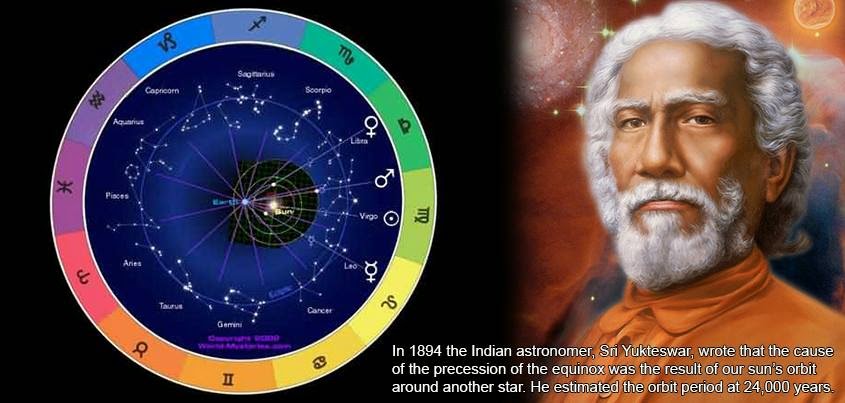 Sagittarius
Capricorn
Scorpio
Aquarius
Libra
Pisces
Earth
Sun
Virgo
Aries
Leo
Taurus
Cancer
Gemini
World-Mysteries.com
In 1894 the Indian astronomer, Sri Yukteswar, wrote that the cause
of the precession of the equinox was the result of our sun's orbit
around another star. He estimated the orbit period at 24,000 years.